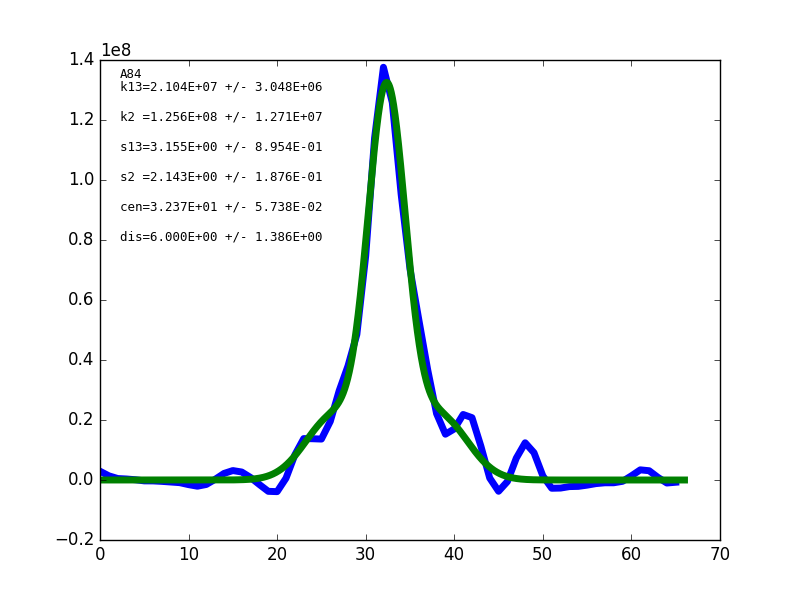 1e8
A84
k13=2.104E+07 +/- 3.048E+06
k2 =1.256E+08 +/- 1.271E+07
s13=3.155E+00 +/- 8.954E-01
s2 =2.143E+00 +/- 1.876E-01
cen=3.237E+01 +/- 5.738E-02
dis=6.000E+00 +/- 1.386E+00
1.4
1.2
1.0
0.8
0.6
0.4
0.2
0.0
−0.2
0 10 20 30 40 50 60 70